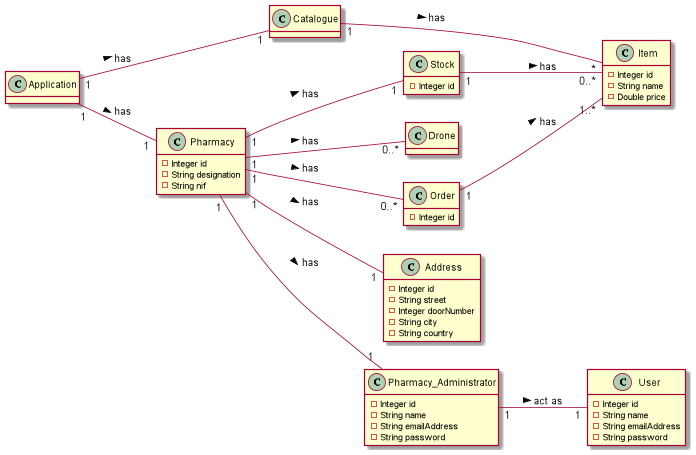 C Catalogue
1
has
1
has
1
C Application
1
1
has
1
C Stock
Integer id
1
1
has
*
0..*
C Item
Integer id
String name
Double price
1..*
C Pharmacy
Integer id
String designation
String nif
1
has
1
has
0..*
C Drone
1
has
0..*
C Order
Integer id
1
has
1
has
1
C Address
Integer id
String street
Integer doorNumber
String city
String country
1
has
1
C Pharmacy_Administrator
Integer id
String name
String emailAddress
String password
1
act as
1
C User
Integer id
String name
String emailAddress
String password